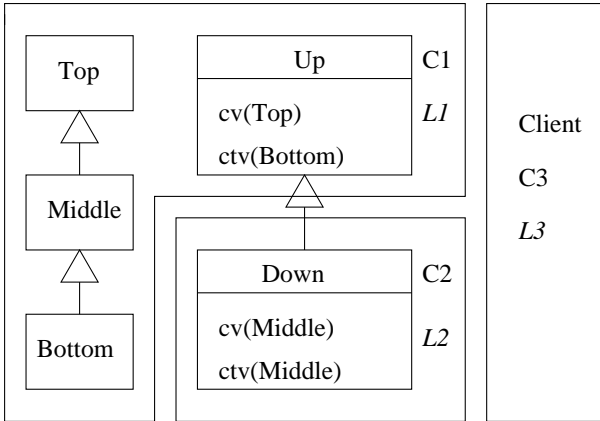 Top
Middle
Bottom
Up
cv(Top)
ctv(Bottom)
C1
L1
Down
cv(Middle)
ctv(Middle)
C2
L2
Client
C3
L3